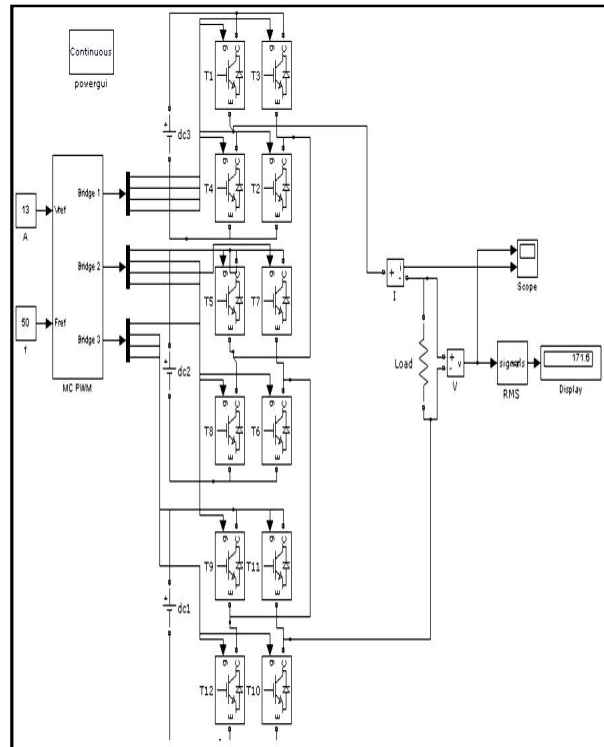 Continuous
powergui
T1
T3
dc3
T4
T2
Bridge 1
13
A
Vref
Bridge 2
50
f
Fref
Bridge 3
MC PWM
T5
T7
dc2
T8
T6
T9
T11
dc1
T12
T10
g
C
E
g
C
E
g
C
E
g
C
E
g
C
E
g
C
E
g
C
E
g
C
E
g
C
E
g
C
E
g
C
E
g
C
E
+
i
-
I
Scope
Load
+
-
v
V
signal
rms
RMS
171.6
Display